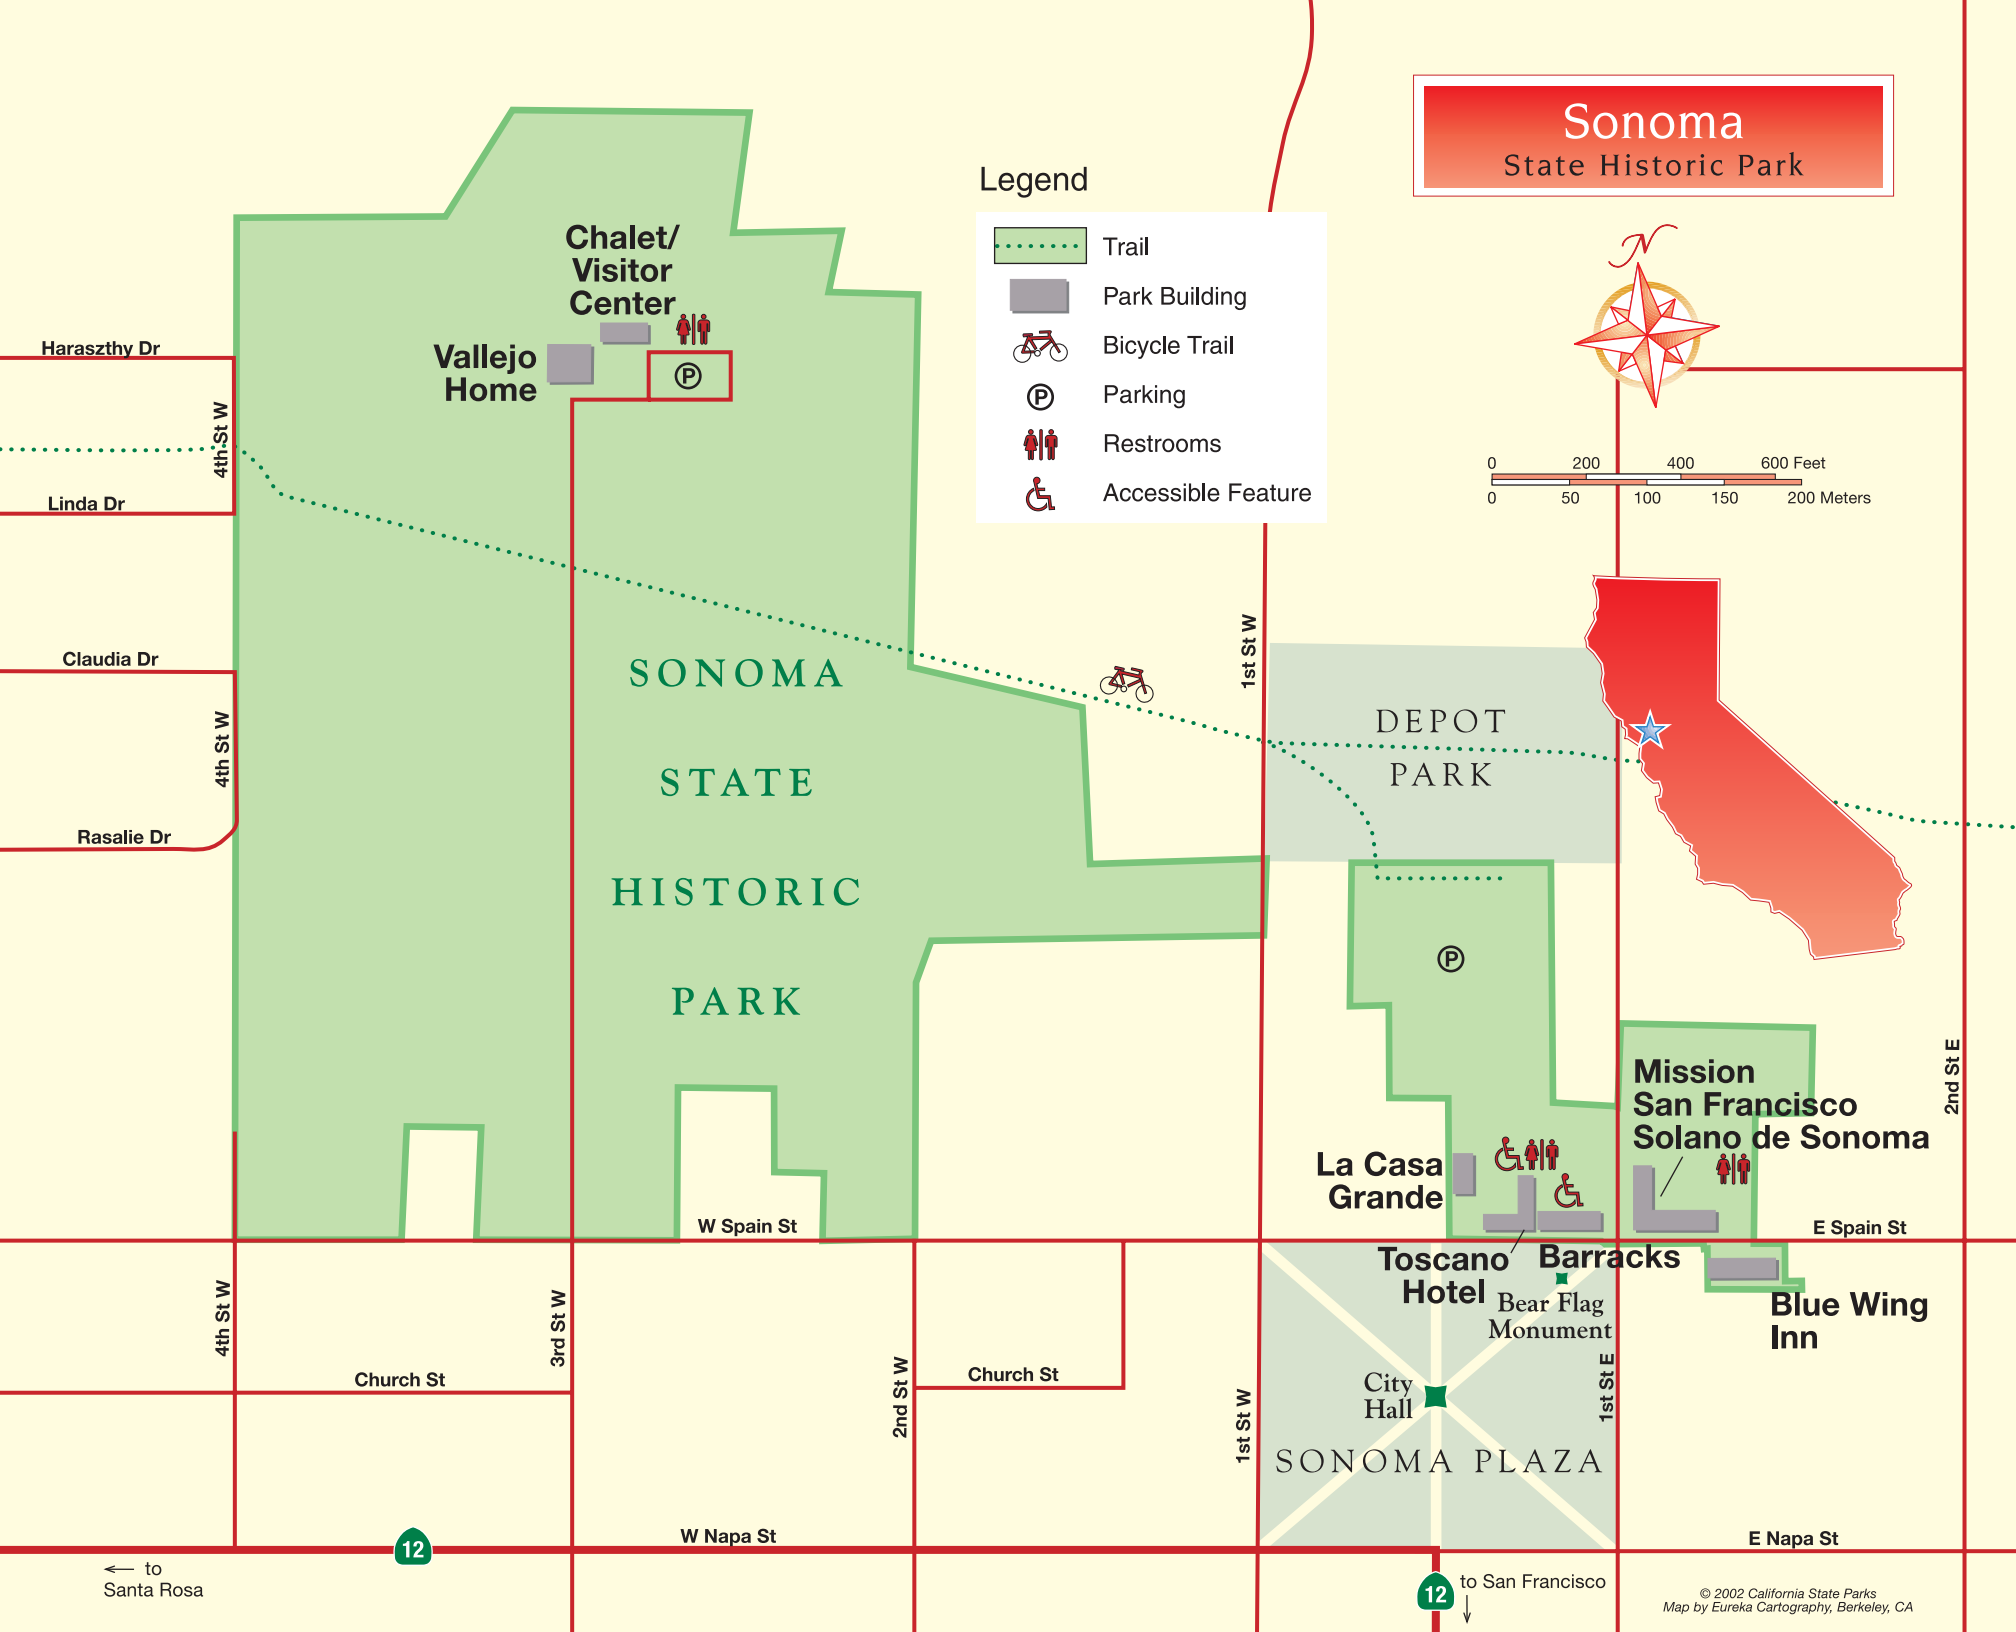 Sonoma
State Historic Park
N
Legend
Trail
Park Building
Bicycle Trail
P
Parking
Restrooms
Accessible Feature
0 200 400 600 Feet
0 50 100 150 200 Meters
Chalet/
Visitor
Center
Vallejo
Home
P
Haraszthy Dr
4th St W
Linda Dr
Claudia Dr
4th St W
Rasalie Dr
SONOMA
STATE
HISTORIC
PARK
1st St W
DEPOT
PARK
P
2nd St E
Mission
San Francisco
Solano de Sonoma
La Casa
Grande
W Spain St
E Spain St
Toscano
Hotel
Barracks
Bear Flag
Monument
Blue Wing
Inn
4th St W
3rd St W
2nd St W
1st St W
1st St E
Church St
Church St
City
Hall
SONOMA PLAZA
W Napa St
E Napa St
12
to
Santa Rosa
12
to San Francisco
© 2002 California State Parks
Map by Eureka Cartography, Berkeley, CA